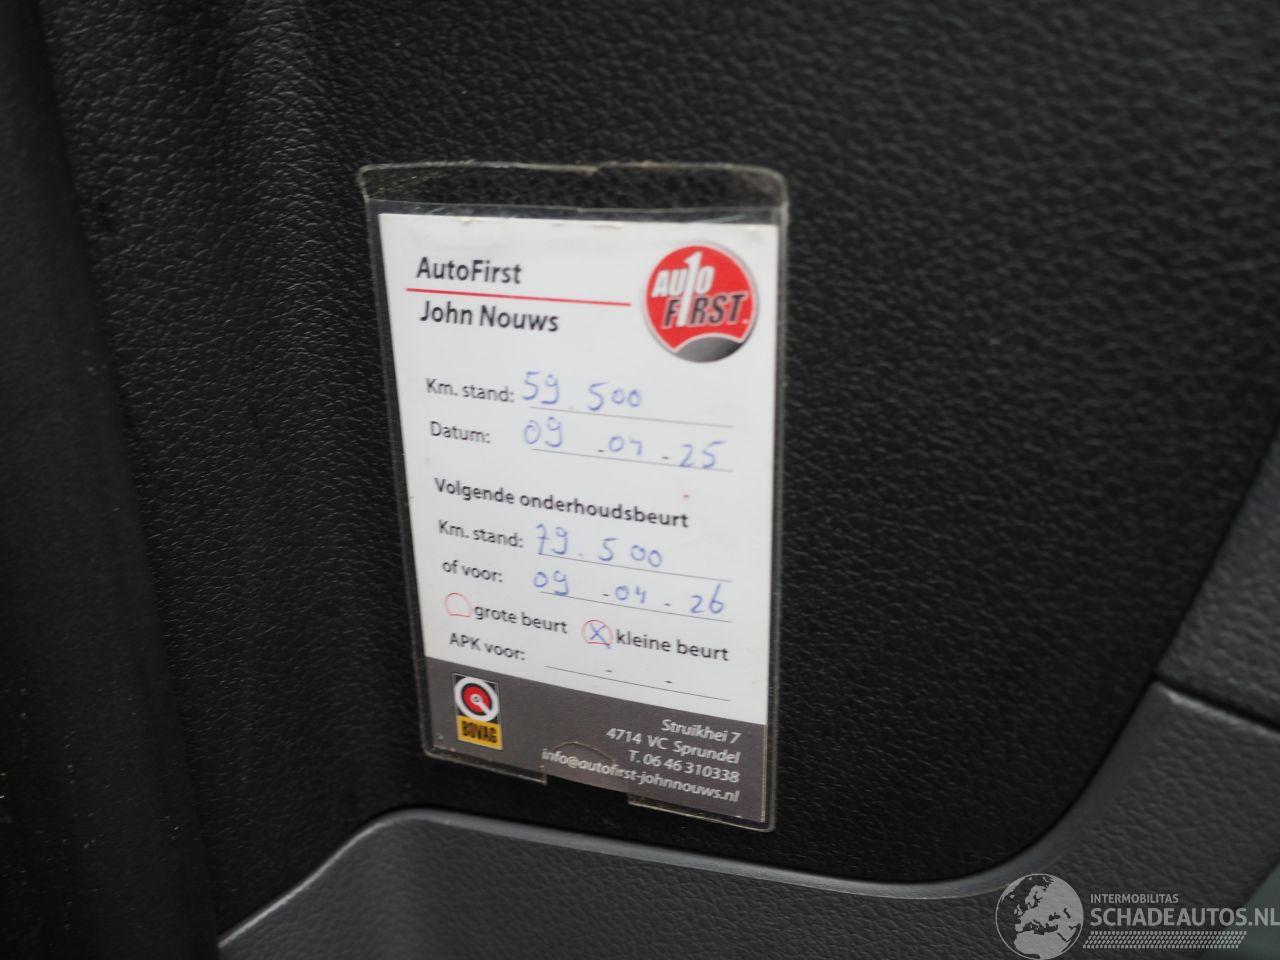 AutoFirst
John Nouws
AUTO
FIRST
Km. stand: 59.500
Datum: 09-04-25
Volgende onderhoudsbeurt
Km. stand: 79.500
of voor: 09-04-26
grote beurt X kleine beurt
APK voor: - -
BOVAG
Struikhei 7
4714 VC Sprundel
T. 06 46 310338
info@autofirst-johnnouws.nl
INTERMOBILITAS
SCHADEAUTOS.NL